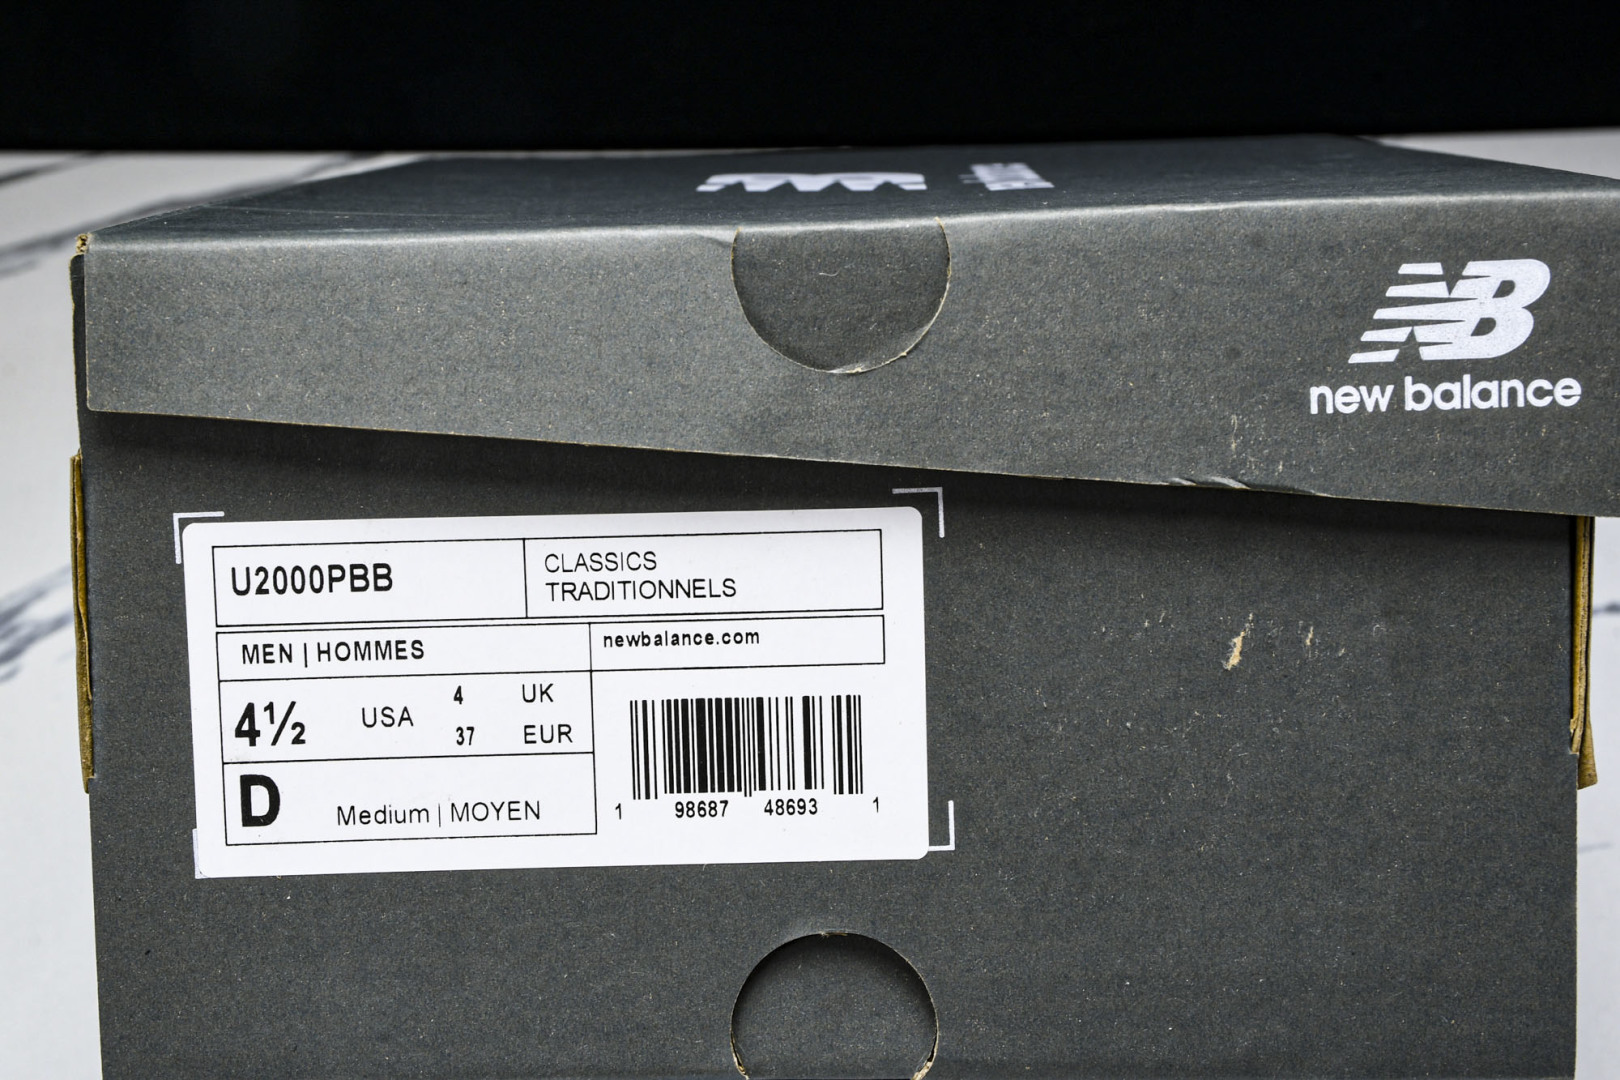 new balance
U2000PBB
CLASSICS
TRADITIONNELS
MEN | HOMMES
newbalance.com
4½ USA 4 UK
37 EUR
D Medium | MOYEN
1 98687 48693 1